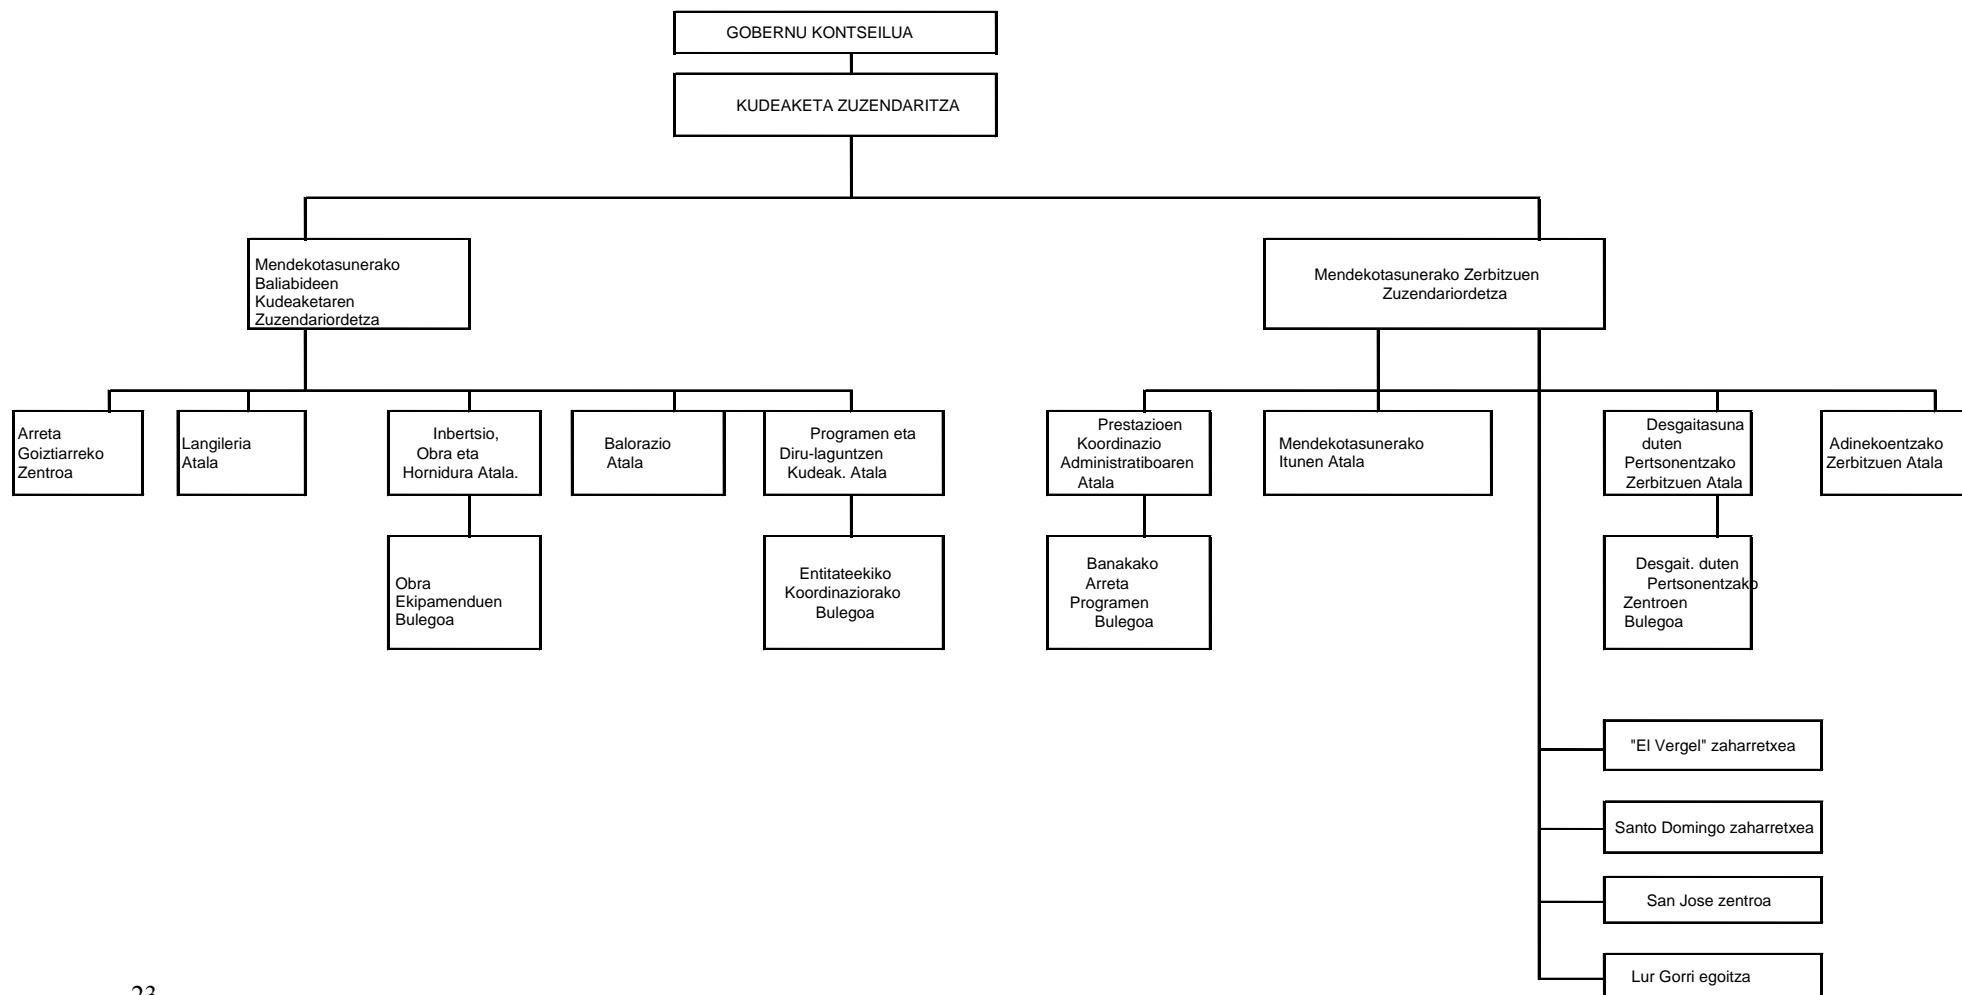 GOBERNU KONTSEILUA
KUDEAKETA ZUZENDARITZA
Mendekotasunerako
Baliabideen
Kudeaketaren
Zuzendariordetza
Mendekotasunerako Zerbitzuen
Zuzendariordetza
Arreta
Goiztiarreko
Zentroa
Langileria
Atala
Inbertsio,
Obra eta
Hornidura Atala.
Balorazio
Atala
Programen eta
Diru-laguntzen
Kudeak. Atala
Prestazioen
Koordinazio
Administratiboaren
Atala
Mendekotasunerako
Itunen Atala
Desgaitasuna
duten
Pertsonentzako
Zerbitzuen Atala
Adinekoentzako
Zerbitzuen Atala
Obra
Ekipamenduen
Bulegoa
Entitateekiko
Koordinaziorako
Bulegoa
Banakako
Arreta
Programen
Bulegoa
Desgait. duten
Pertsonentzako
Zentroen
Bulegoa
"El Vergel" zaharretxea
Santo Domingo zaharretxea
San Jose zentroa
Lur Gorri egoitza
23